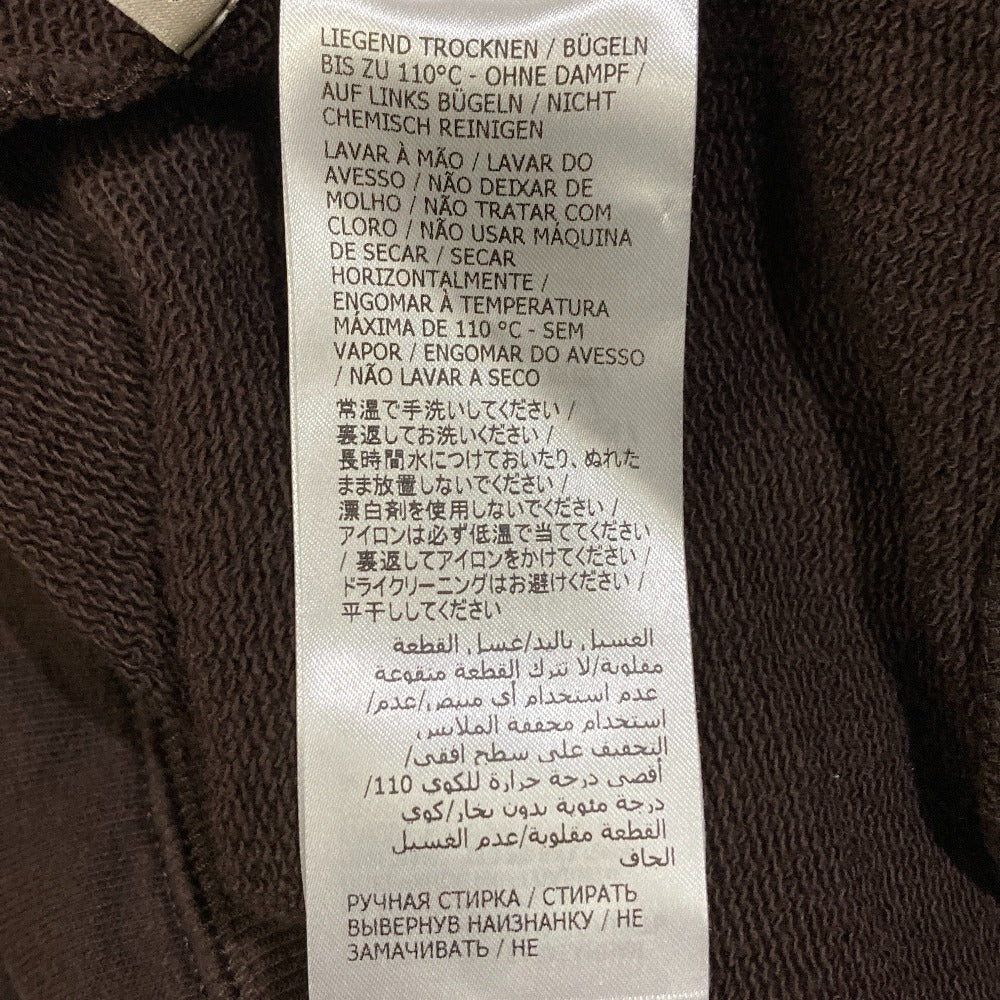 LIEGEND TROCKNEN / BÜGELN
BIS ZU 110°C - OHNE DAMPF /
AUF LINKS BÜGELN / NICHT
CHEMISCH REINIGEN
LAVAR À MÃO / LAVAR DO
AVESSO / NÃO DEIXAR DE
MOLHO / NÃO TRATAR COM
CLORO / NÃO USAR MÁQUINA
DE SECAR / SECAR
HORIZONTALMENTE /
ENGOMAR À TEMPERATURA
MÁXIMA DE 110 ºC - SEM
VAPOR / ENGOMAR DO AVESSO
/ NÃO LAVAR A SECO
常温で手洗いしてください /
裏返してお洗いください /
長時間水につけておいたり、ぬれた
まま放置しないでください /
漂白剤を使用しないでください /
アイロンは必ず低温で当ててください
/ 裏返してアイロンをかけてください /
ドライクリーニングはお避けください /
平干ししてください
الغسيل باليد/غسل القطعة
مقلوبة/لا تترك القطعة منقوعة
عدم استخدام أي مبيض/عدم/
استخدام مجففة الملابس
التجفيف على سطح افقي/
أقصى درجة حرارة للكوي 110/
درجة مئوية بدون بخار/كوي
القطعة مقلوبة/عدم الغسيل
الجاف
РУЧНАЯ СТИРКА / СТИРАТЬ
ВЫВЕРНУВ НАИЗНАНКУ / НЕ
ЗАМАЧИВАТЬ / НЕ